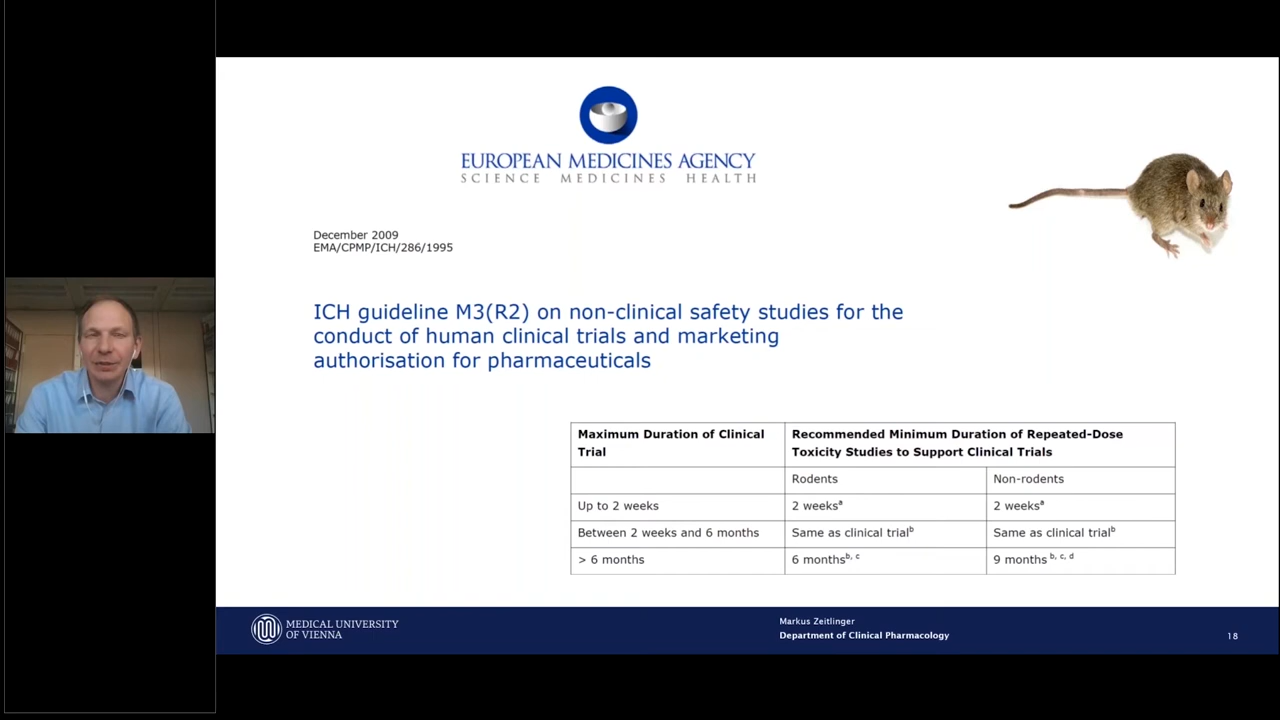 EUROPEAN MEDICINES AGENCY
SCIENCE MEDICINES HEALTH
December 2009
EMA/CPMP/ICH/286/1995
ICH guideline M3(R2) on non-clinical safety studies for the
conduct of human clinical trials and marketing
authorisation for pharmaceuticals
Maximum Duration of Clinical
Trial
Recommended Minimum Duration of Repeated-Dose
Toxicity Studies to Support Clinical Trials
Rodents
Non-rodents
Up to 2 weeks
2 weeksᵃ
2 weeksᵃ
Between 2 weeks and 6 months
Same as clinical trialᵇ
Same as clinical trialᵇ
> 6 months
6 monthsᵇ, ᶜ
9 months ᵇ, ᶜ, ᵈ
MEDICAL UNIVERSITY
OF VIENNA
Markus Zeitlinger
Department of Clinical Pharmacology
18